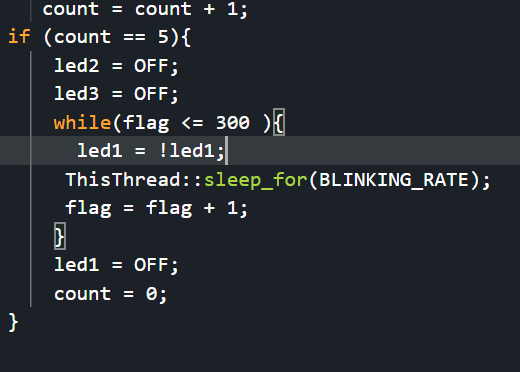 count = count + 1;
if (count == 5){
led2 = OFF;
led3 = OFF;
while(flag <= 300 ){
led1 = !led1;
ThisThread::sleep_for(BLINKING_RATE);
flag = flag + 1;
}
led1 = OFF;
count = 0;
}